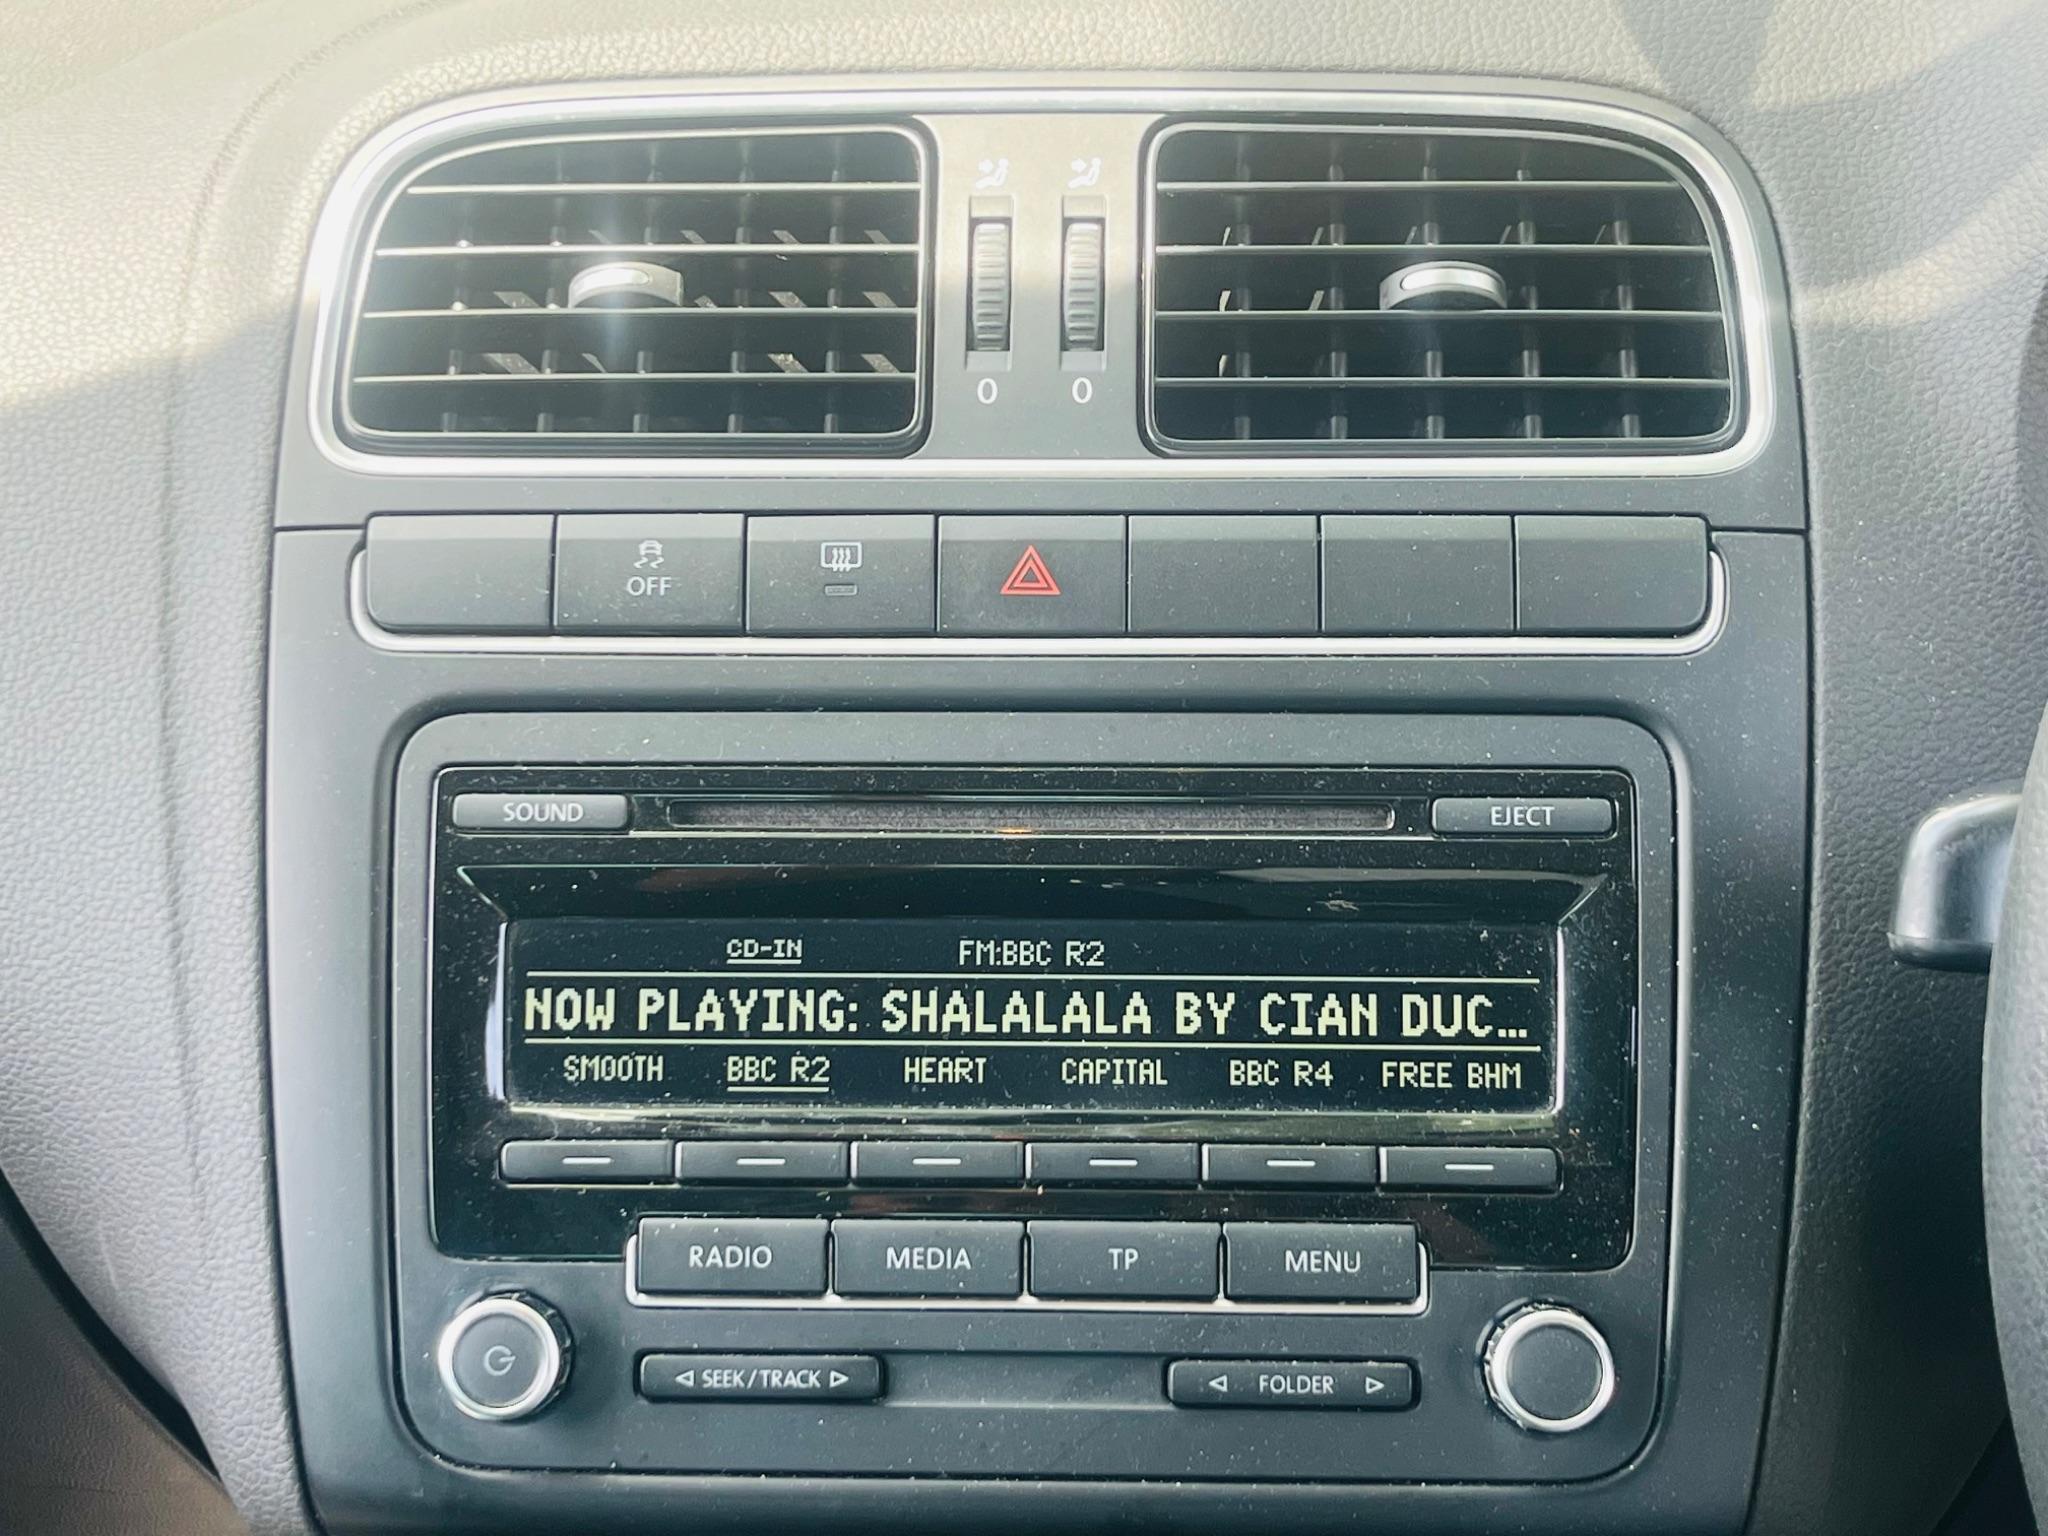 0 0
OFF
SOUND EJECT
CD-IN FM:BBC R2
NOW PLAYING: SHALALALA BY CIAN DUC...
SMOOTH BBC R2 HEART CAPITAL BBC R4 FREE BHM
RADIO MEDIA TP MENU
SEEK/TRACK FOLDER